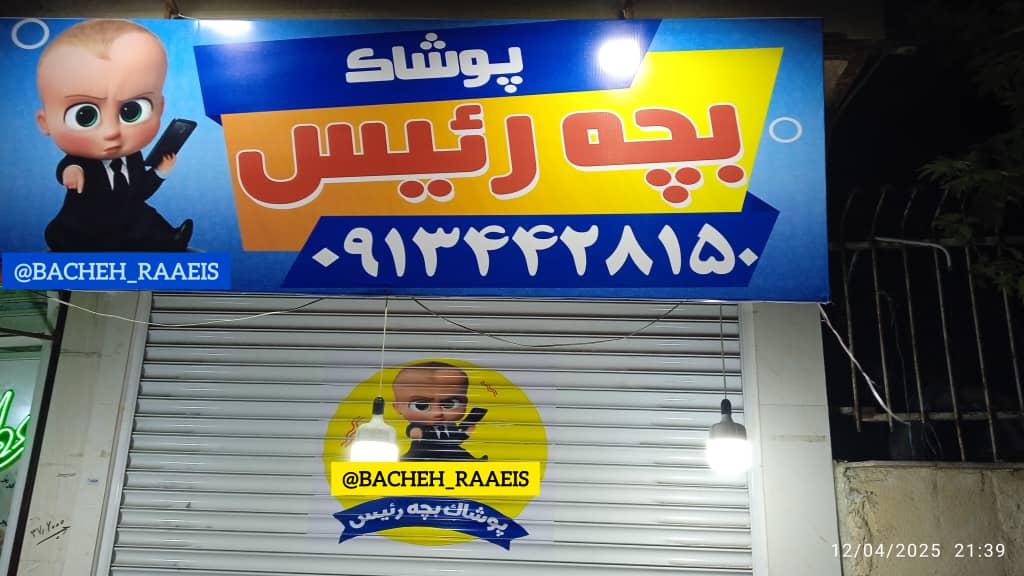 پوشاک
بچه رئیس
۰۹۱۳۴۴۲۸۱۵۰
@BACHEH_RAAEIS
@BACHEH_RAAEIS
پوشاک بچه رئیس
12/04/2025 21:39